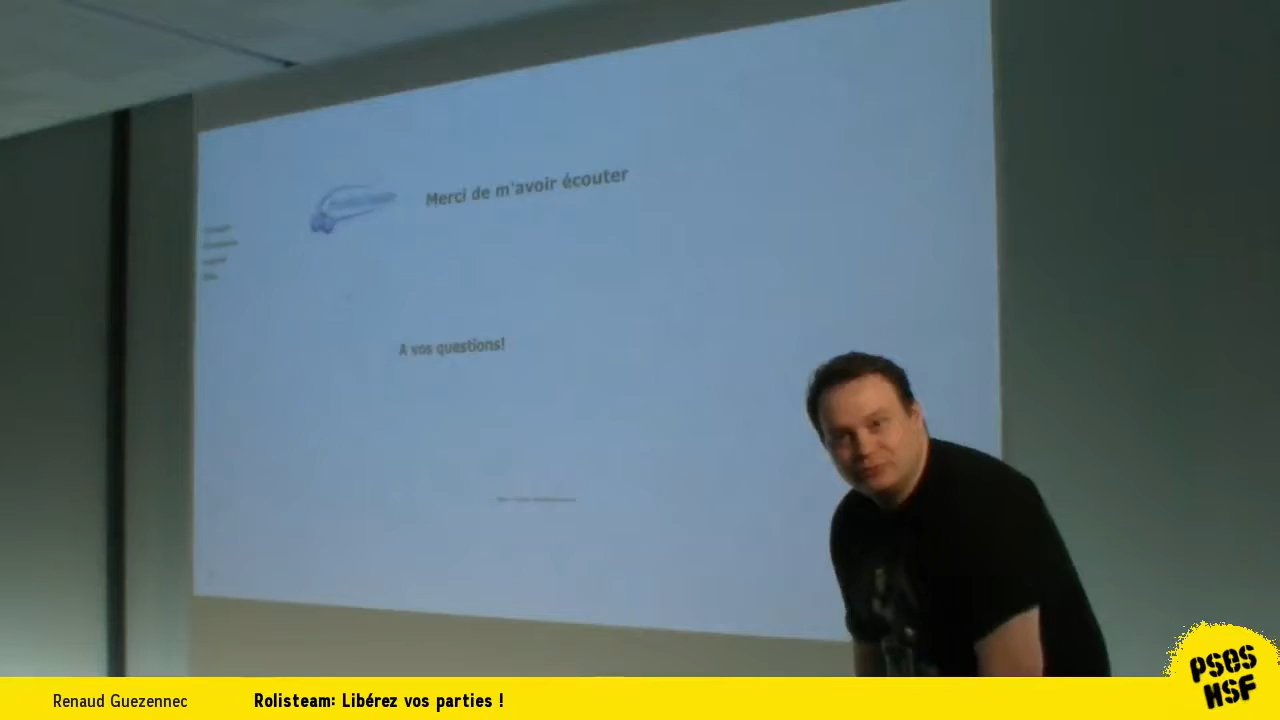 Merci de m'avoir écouter
A vos questions!
Renaud Guezennec
Rolisteam: Libérez vos parties !
PSES
HSF